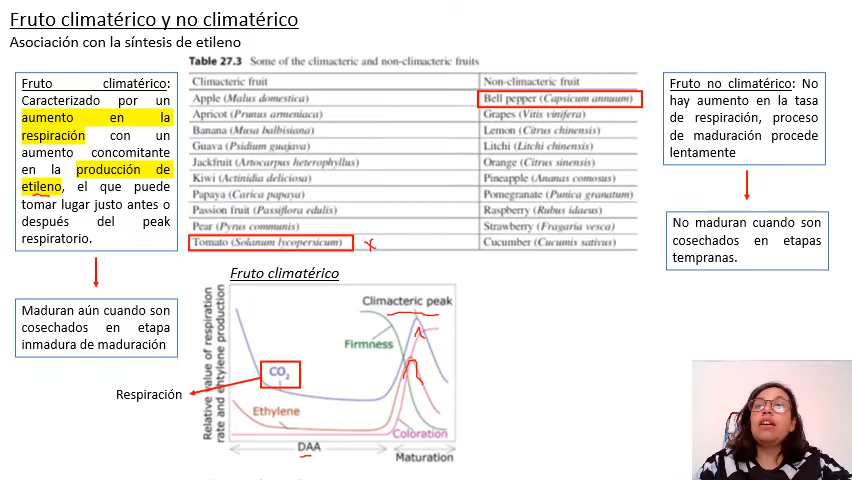 Fruto climatérico y no climatérico
Asociación con la síntesis de etileno
Fruto climatérico:
Caracterizado por un
aumento en la
respiración con un
aumento concomitante
en la producción de
etileno, el que puede
tomar lugar justo antes o
después del peak
respiratorio.
Maduran aún cuando son
cosechados en etapa
inmadura de maduración
Table 27.3 Some of the climacteric and non-climacteric fruits
Climacteric fruit Non-climacteric fruit
Apple (Malus domestica) Bell pepper (Capsicum annuum)
Apricot (Prunus armeniaca) Grapes (Vitis vinifera)
Banana (Musa balbisiana) Lemon (Citrus chinensis)
Guava (Psidium guajava) Litchi (Litchi chinensis)
Jackfruit (Artocarpus heterophyllus) Orange (Citrus sinensis)
Kiwi (Actinidia deliciosa) Pineapple (Ananas comosus)
Papaya (Carica papaya) Pomegranate (Punica granatum)
Passion fruit (Passiflora edulis) Raspberry (Rubus idaeus)
Pear (Pyrus communis) Strawberry (Fragaria vesca)
Tomato (Solanum lycopersicum) x Cucumber (Cucumis sativus)
Fruto no climatérico: No
hay aumento en la tasa
de respiración, proceso
de maduración procede
lentamente
No maduran cuando son
cosechados en etapas
tempranas.
Fruto climatérico
Relative value of respiration
rate and enthylene production
Climacteric peak
Firmness
CO2
Respiración
Ethylene
Coloration
DAA
Maturation